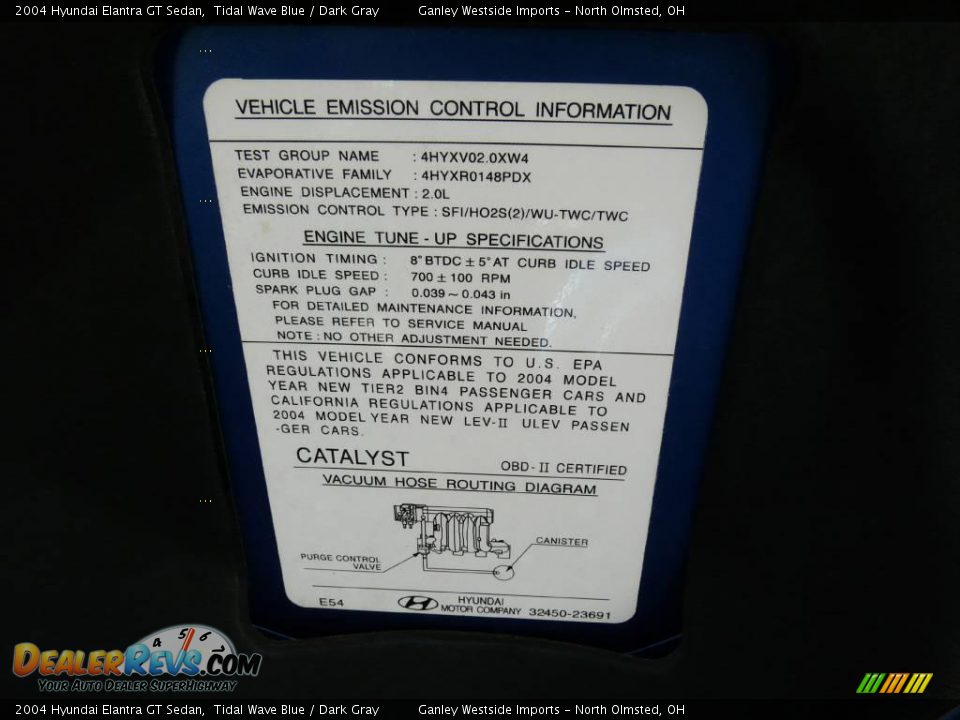 2004 Hyundai Elantra GT Sedan, Tidal Wave Blue / Dark Gray Ganley Westside Imports - North Olmsted, OH
VEHICLE EMISSION CONTROL INFORMATION
TEST GROUP NAME : 4HYXV02.0XW4
EVAPORATIVE FAMILY : 4HYXR0148PDX
ENGINE DISPLACEMENT : 2.0L
EMISSION CONTROL TYPE : SFI/HO2S(2)/WU-TWC/TWC
ENGINE TUNE - UP SPECIFICATIONS
IGNITION TIMING : 8° BTDC ± 5° AT CURB IDLE SPEED
CURB IDLE SPEED : 700 ± 100 RPM
SPARK PLUG GAP : 0.039 ~ 0.043 in
FOR DETAILED MAINTENANCE INFORMATION,
PLEASE REFER TO SERVICE MANUAL
NOTE : NO OTHER ADJUSTMENT NEEDED.
THIS VEHICLE CONFORMS TO U.S. EPA
REGULATIONS APPLICABLE TO 2004 MODEL
YEAR NEW TIER2 BIN4 PASSENGER CARS AND
CALIFORNIA REGULATIONS APPLICABLE TO
2004 MODEL YEAR NEW LEV-II ULEV PASSEN
-GER CARS.
CATALYST
OBD-II CERTIFIED
VACUUM HOSE ROUTING DIAGRAM
CANISTER
PURGE CONTROL
VALVE
E54 HYUNDAI
MOTOR COMPANY 32450-23691
4 5 6
DEALERREVS.COM
YOUR AUTO DEALER SUPERHIGHWAY
2004 Hyundai Elantra GT Sedan, Tidal Wave Blue / Dark Gray Ganley Westside Imports - North Olmsted, OH